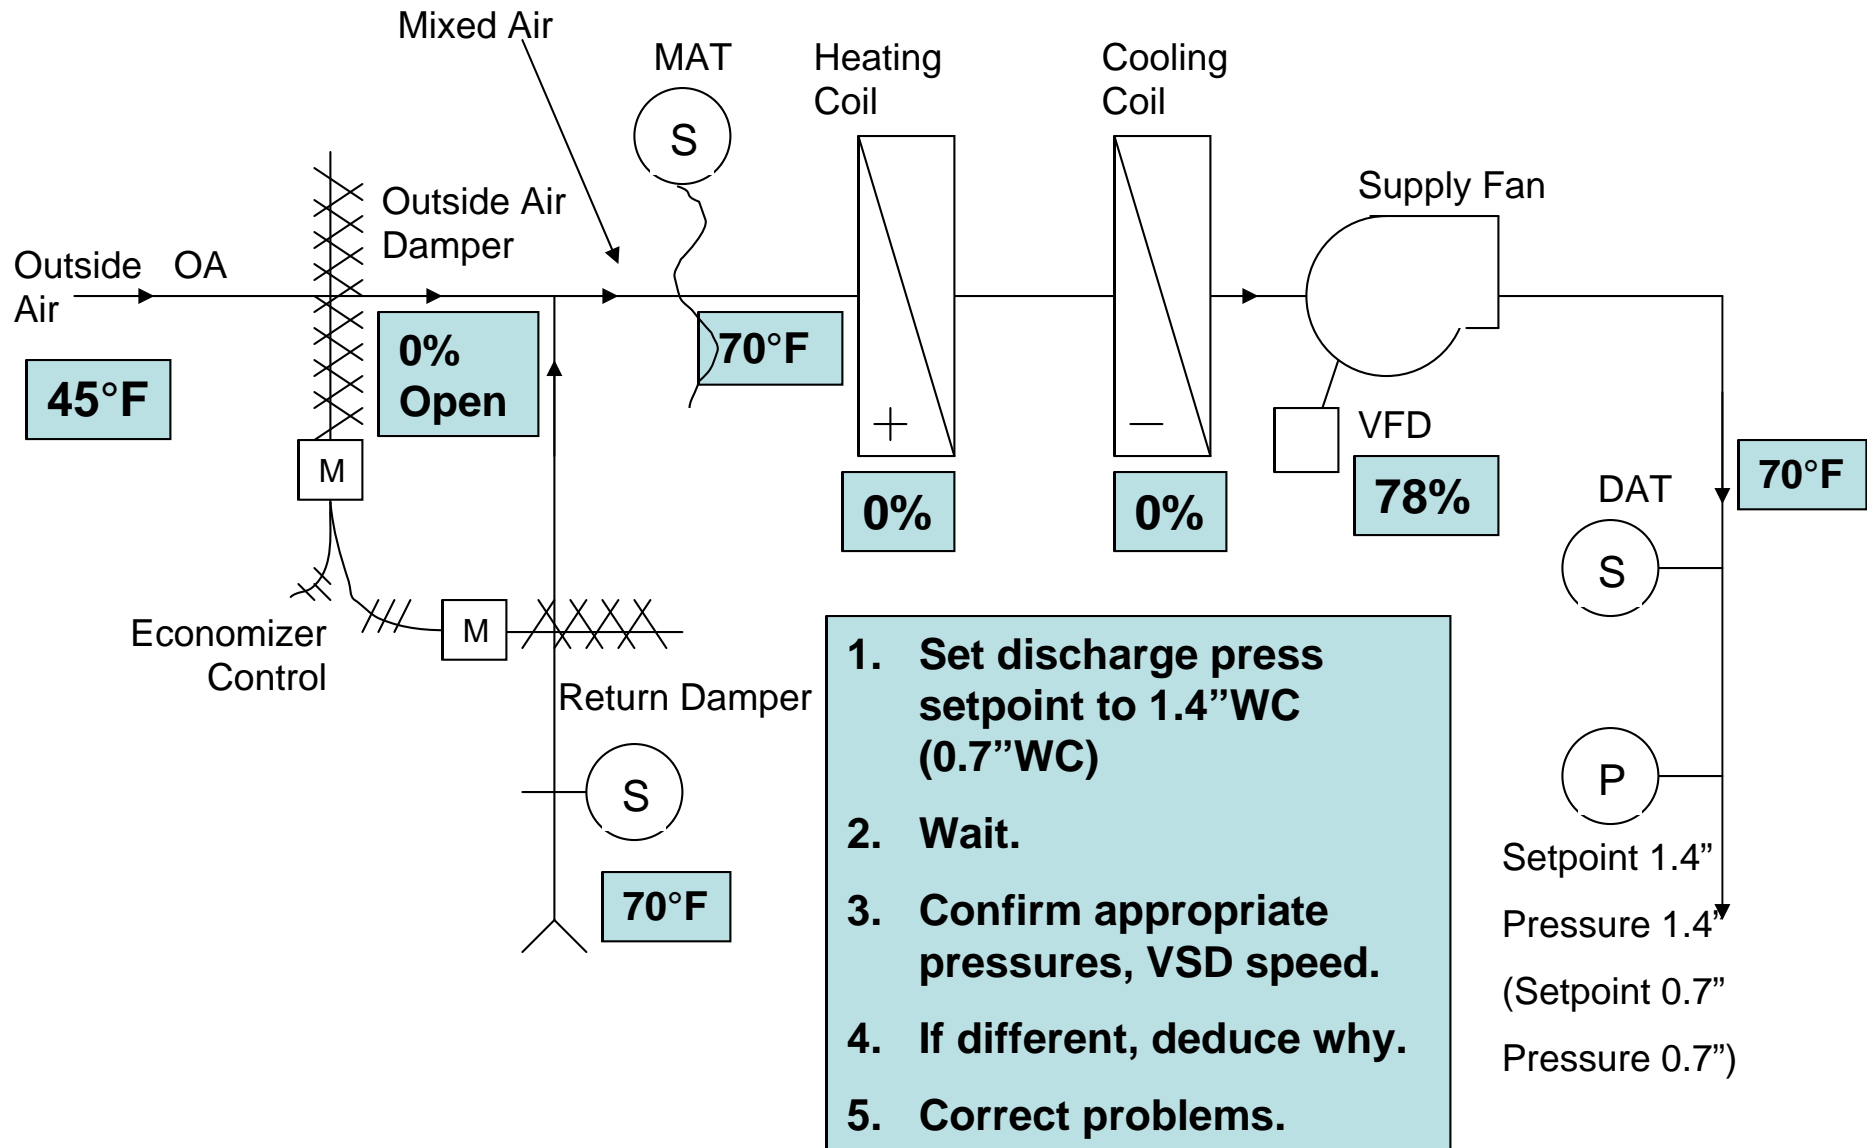 Mixed Air
MAT
S
Heating
Coil
Cooling
Coil
Supply Fan
Outside Air
Damper
Outside OA
Air
45°F
0%
Open
70°F
+
−
0%
0%
VFD
78%
70°F
DAT
S
M
Economizer
Control
M
Return Damper
S
70°F
P
Setpoint 1.4”
Pressure 1.4”
(Setpoint 0.7”
Pressure 0.7”)
1. Set discharge press
setpoint to 1.4”WC
(0.7”WC)
2. Wait.
3. Confirm appropriate
pressures, VSD speed.
4. If different, deduce why.
5. Correct problems.